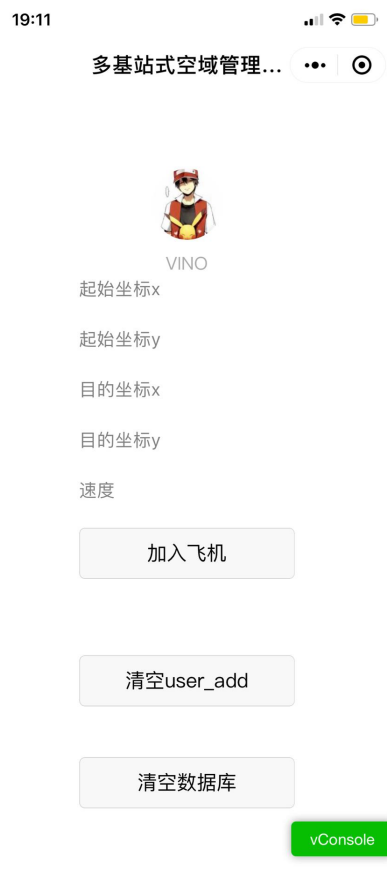 19:11
多基站式空域管理...
VINO
起始坐标x
起始坐标y
目的坐标x
目的坐标y
速度
加入飞机
清空user_add
清空数据库
vConsole